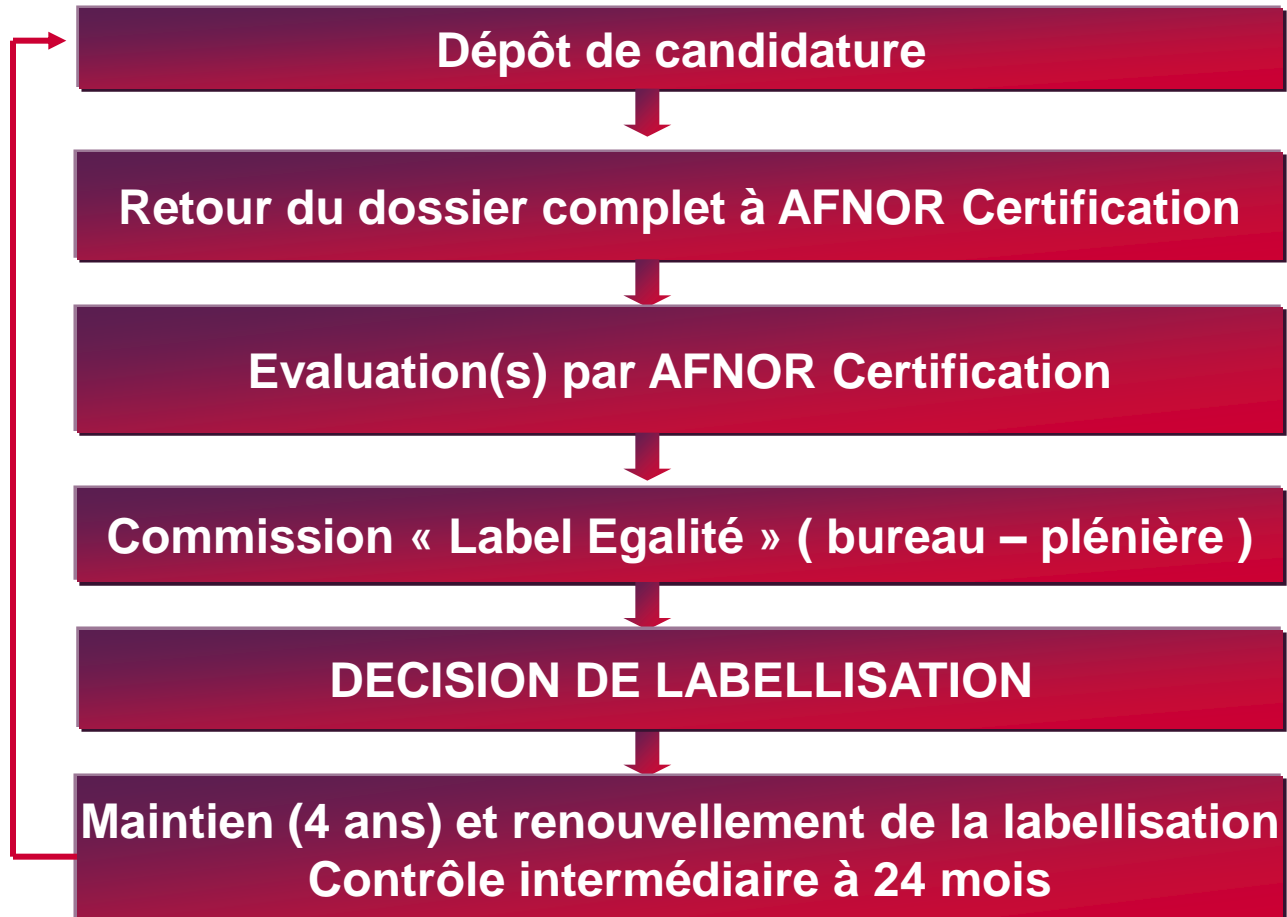 Dépôt de candidature
Retour du dossier complet à AFNOR Certification
Evaluation(s) par AFNOR Certification
Commission « Label Egalité » ( bureau – plénière )
DECISION DE LABELLISATION
Maintien (4 ans) et renouvellement de la labellisation
Contrôle intermédiaire à 24 mois